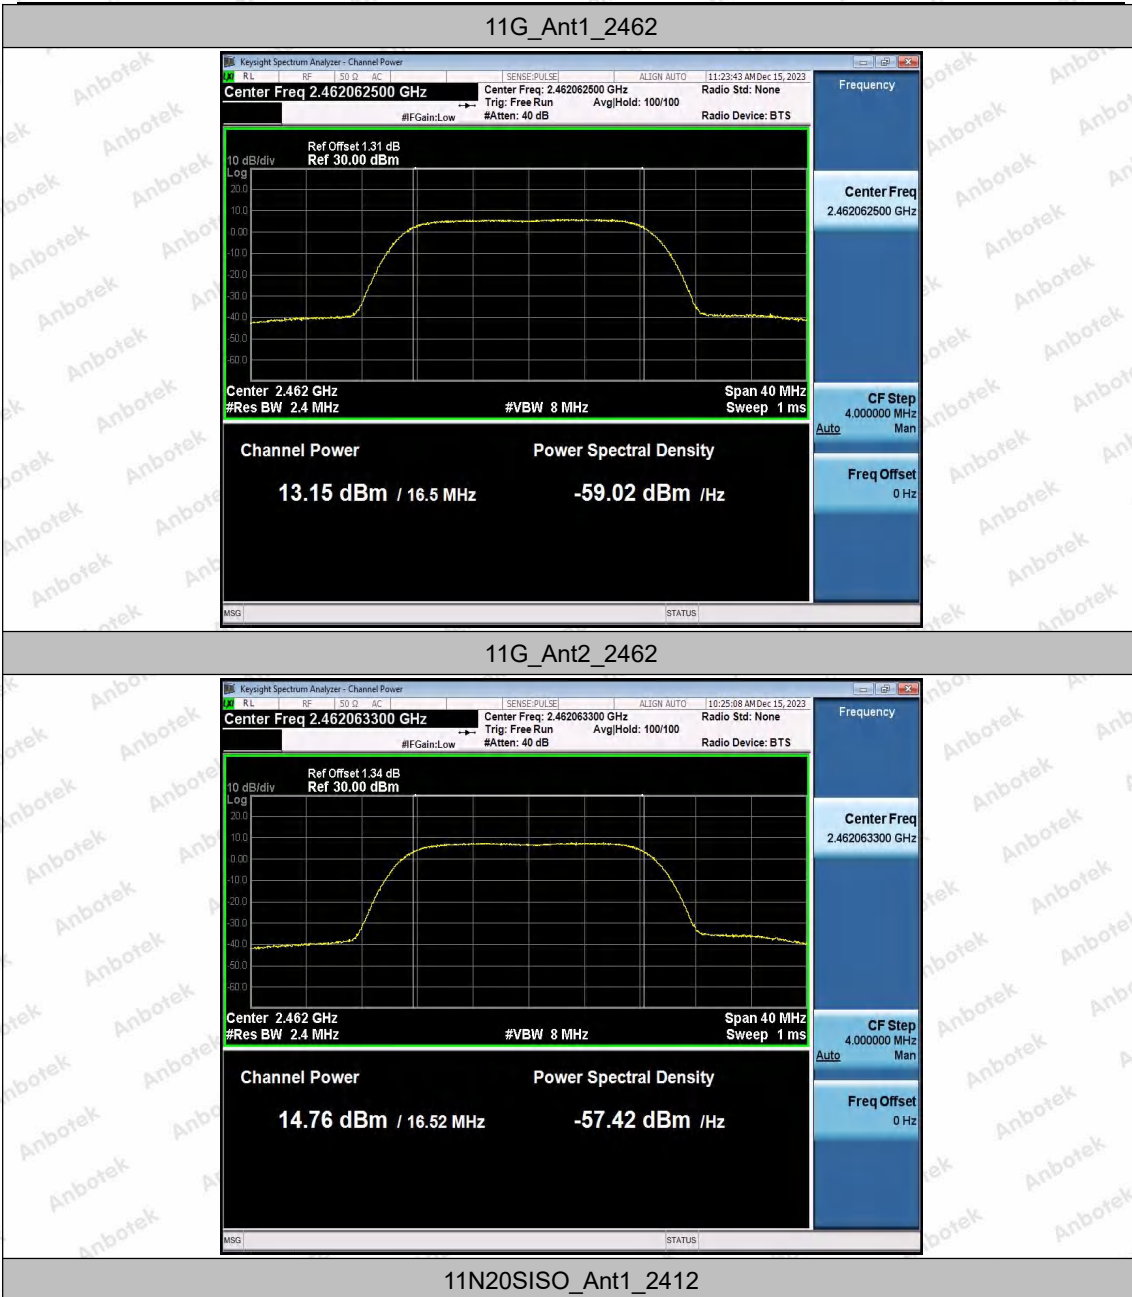 11G_Ant1_2462
Keysight Spectrum Analyzer - Channel Power
LXI RL RF 50 Ω AC SENSE:PULSE ALIGN AUTO 11:23:43 AM Dec 15, 2023
Center Freq 2.462062500 GHz Center Freq: 2.462062500 GHz Radio Std: None
Trig: Free Run Avg|Hold: 100/100
#IFGain:Low #Atten: 40 dB Radio Device: BTS
Frequency
Ref Offset 1.31 dB
10 dB/div Ref 30.00 dBm
Log
20.0
10.0
0.00
-10.0
-20.0
-30.0
-40.0
-50.0
-60.0
Center Freq
2.462062500 GHz
Center 2.462 GHz Span 40 MHz
#Res BW 2.4 MHz #VBW 8 MHz Sweep 1 ms
CF Step
4.000000 MHz
Auto Man
Channel Power Power Spectral Density
13.15 dBm / 16.5 MHz -59.02 dBm /Hz
Freq Offset
0 Hz
MSG STATUS
11G_Ant2_2462
Keysight Spectrum Analyzer - Channel Power
LXI RL RF 50 Ω AC SENSE:PULSE ALIGN AUTO 10:25:08 AM Dec 15, 2023
Center Freq 2.462063300 GHz Center Freq: 2.462063300 GHz Radio Std: None
Trig: Free Run Avg|Hold: 100/100
#IFGain:Low #Atten: 40 dB Radio Device: BTS
Frequency
Ref Offset 1.34 dB
10 dB/div Ref 30.00 dBm
Log
20.0
10.0
0.00
-10.0
-20.0
-30.0
-40.0
-50.0
-60.0
Center Freq
2.462063300 GHz
Center 2.462 GHz Span 40 MHz
#Res BW 2.4 MHz #VBW 8 MHz Sweep 1 ms
CF Step
4.000000 MHz
Auto Man
Channel Power Power Spectral Density
14.76 dBm / 16.52 MHz -57.42 dBm /Hz
Freq Offset
0 Hz
MSG STATUS
11N20SISO_Ant1_2412
Anbotek